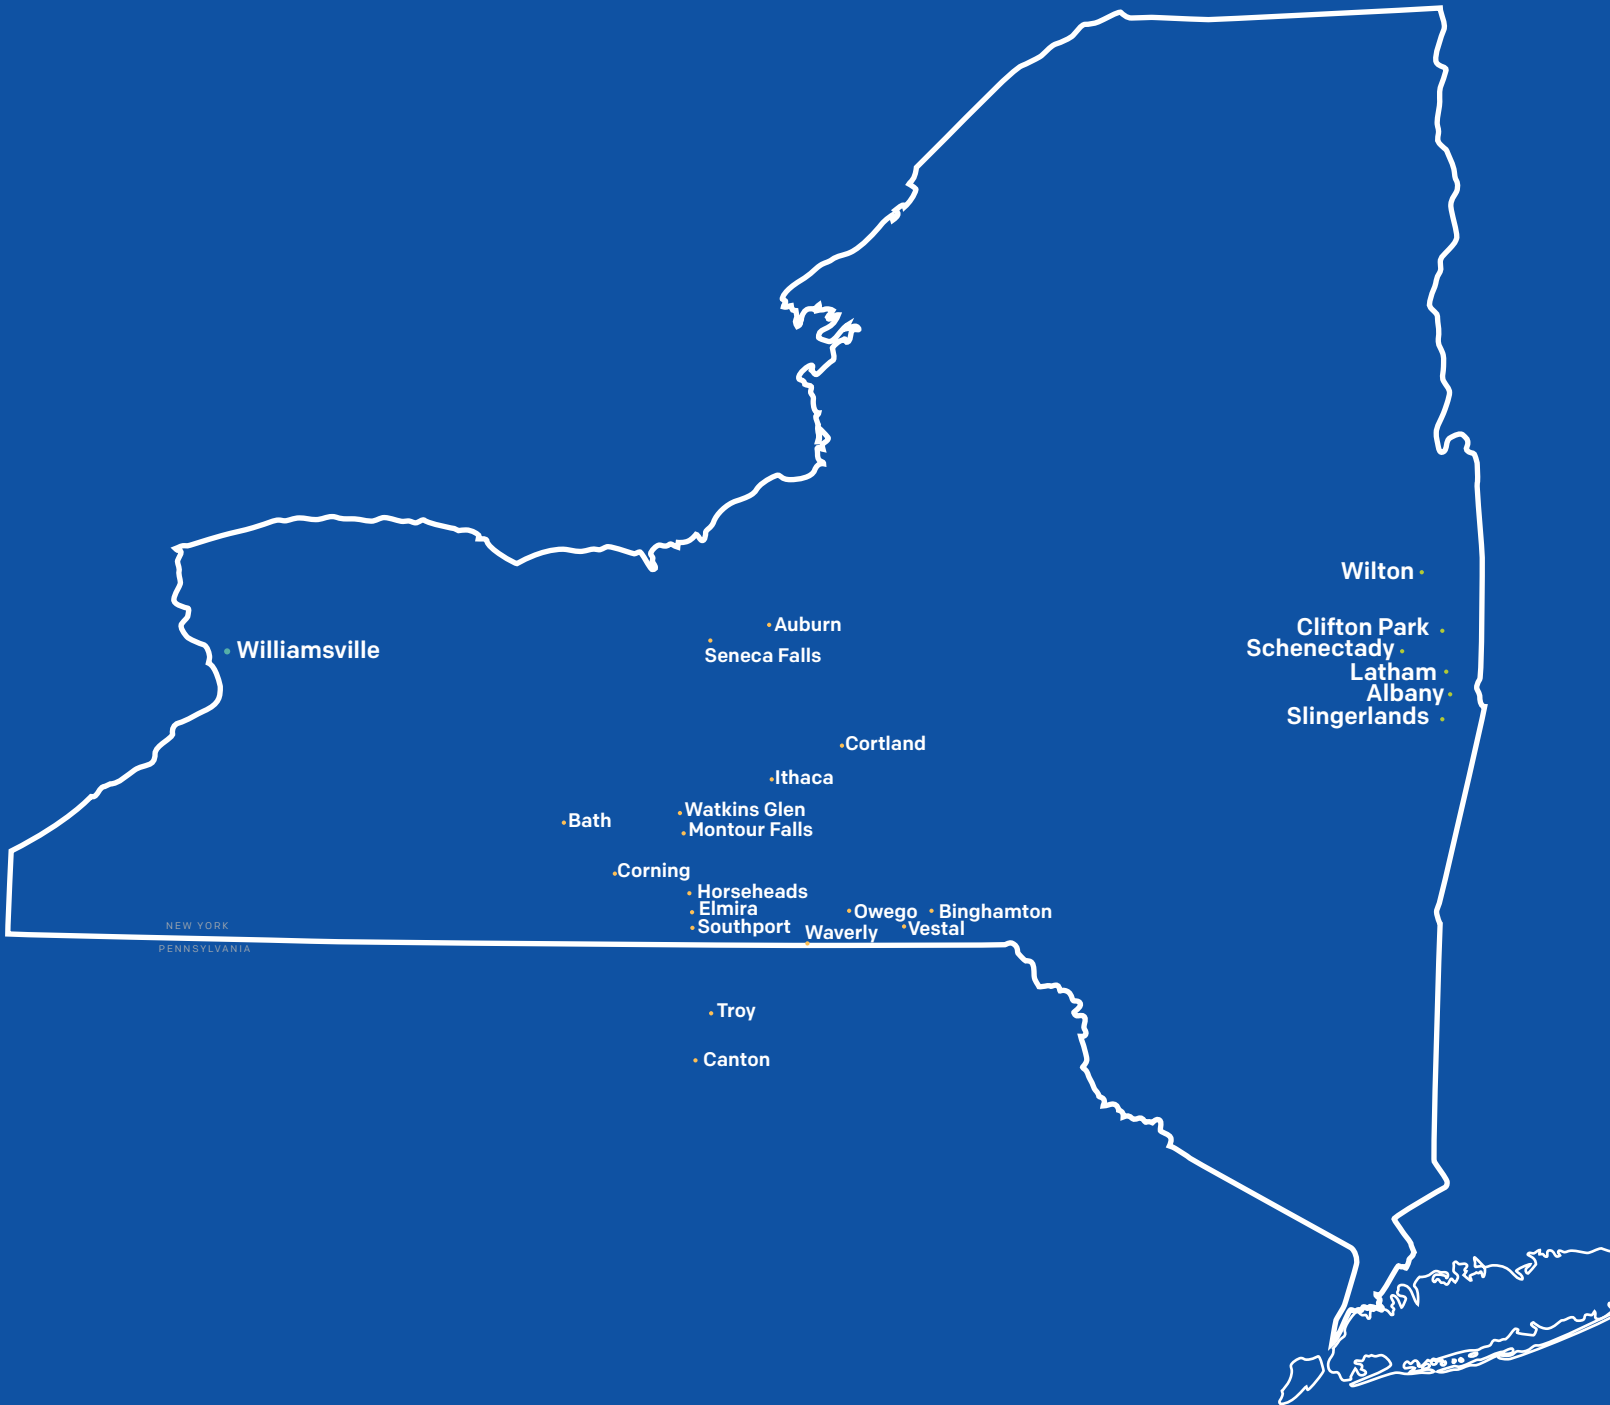 Wilton
Auburn
Clifton Park
Williamsville
Seneca Falls
Schenectady
Latham
Albany
Slingerlands
Cortland
Ithaca
Watkins Glen
Bath
Montour Falls
Corning
Horseheads
Elmira
Owego
Binghamton
NEW YORK
Southport
Waverly
Vestal
PENNSYLVANIA
Troy
Canton